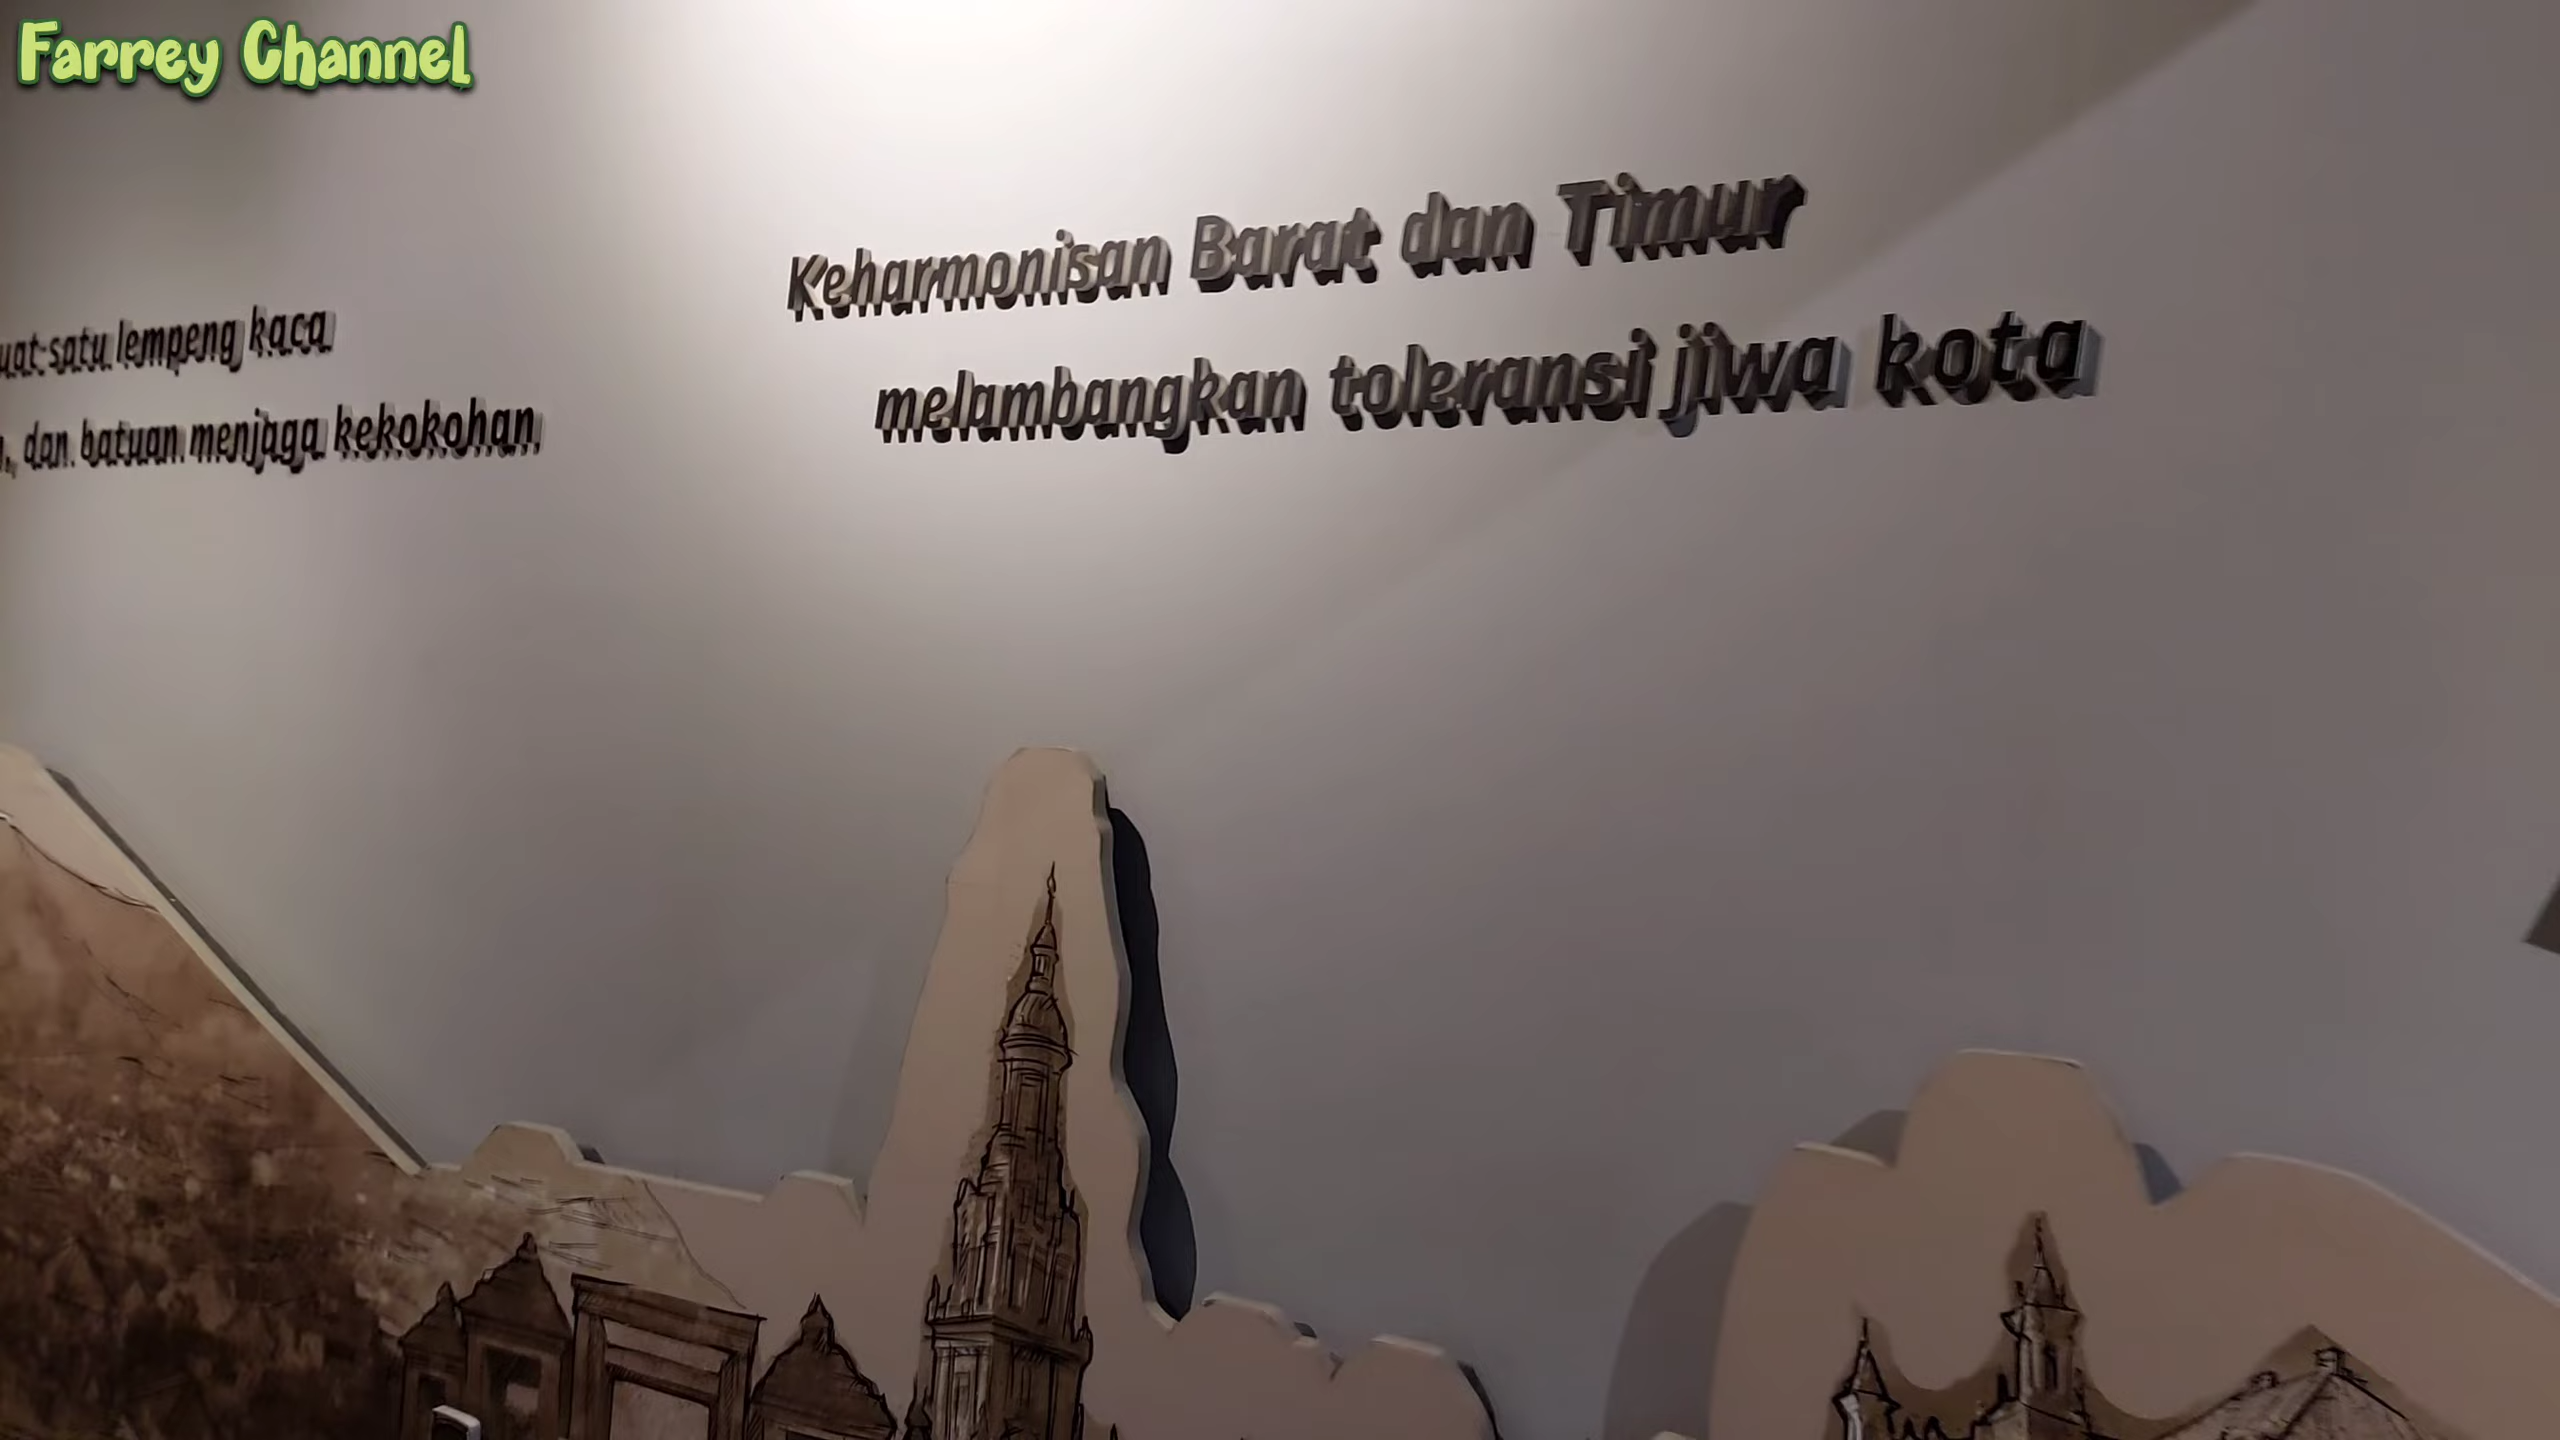 Farrey Channel
satu lempeng kaca
dan batuan menjaga kekokohan
Keharmonisan Barat dan Timur
melambangkan toleransi jiwa kota